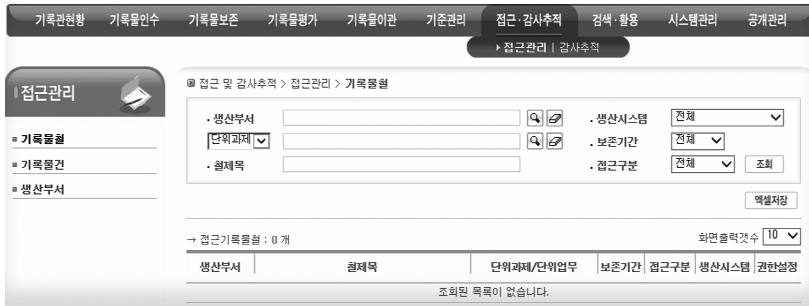 기록관현황 기록물인수 기록물보존 기록물평가 기록물이관 기준관리 접근·감사추적 검색·활용 시스템관리 공개관리
▸접근관리 | 감사추적
접근관리
기록물철
기록물건
생산부서
접근 및 감사추적 > 접근관리 > 기록물철
· 생산부서 · 생산시스템 전체
단위과제 · 보존기간 전체
· 철제목 · 접근구분 전체 조회
엑셀저장
→ 접근기록물철 : 0 개 화면출력갯수 10
생산부서 철제목 단위과제/단위업무 보존기간 접근구분 생산시스템 권한설정
조회된 목록이 없습니다.